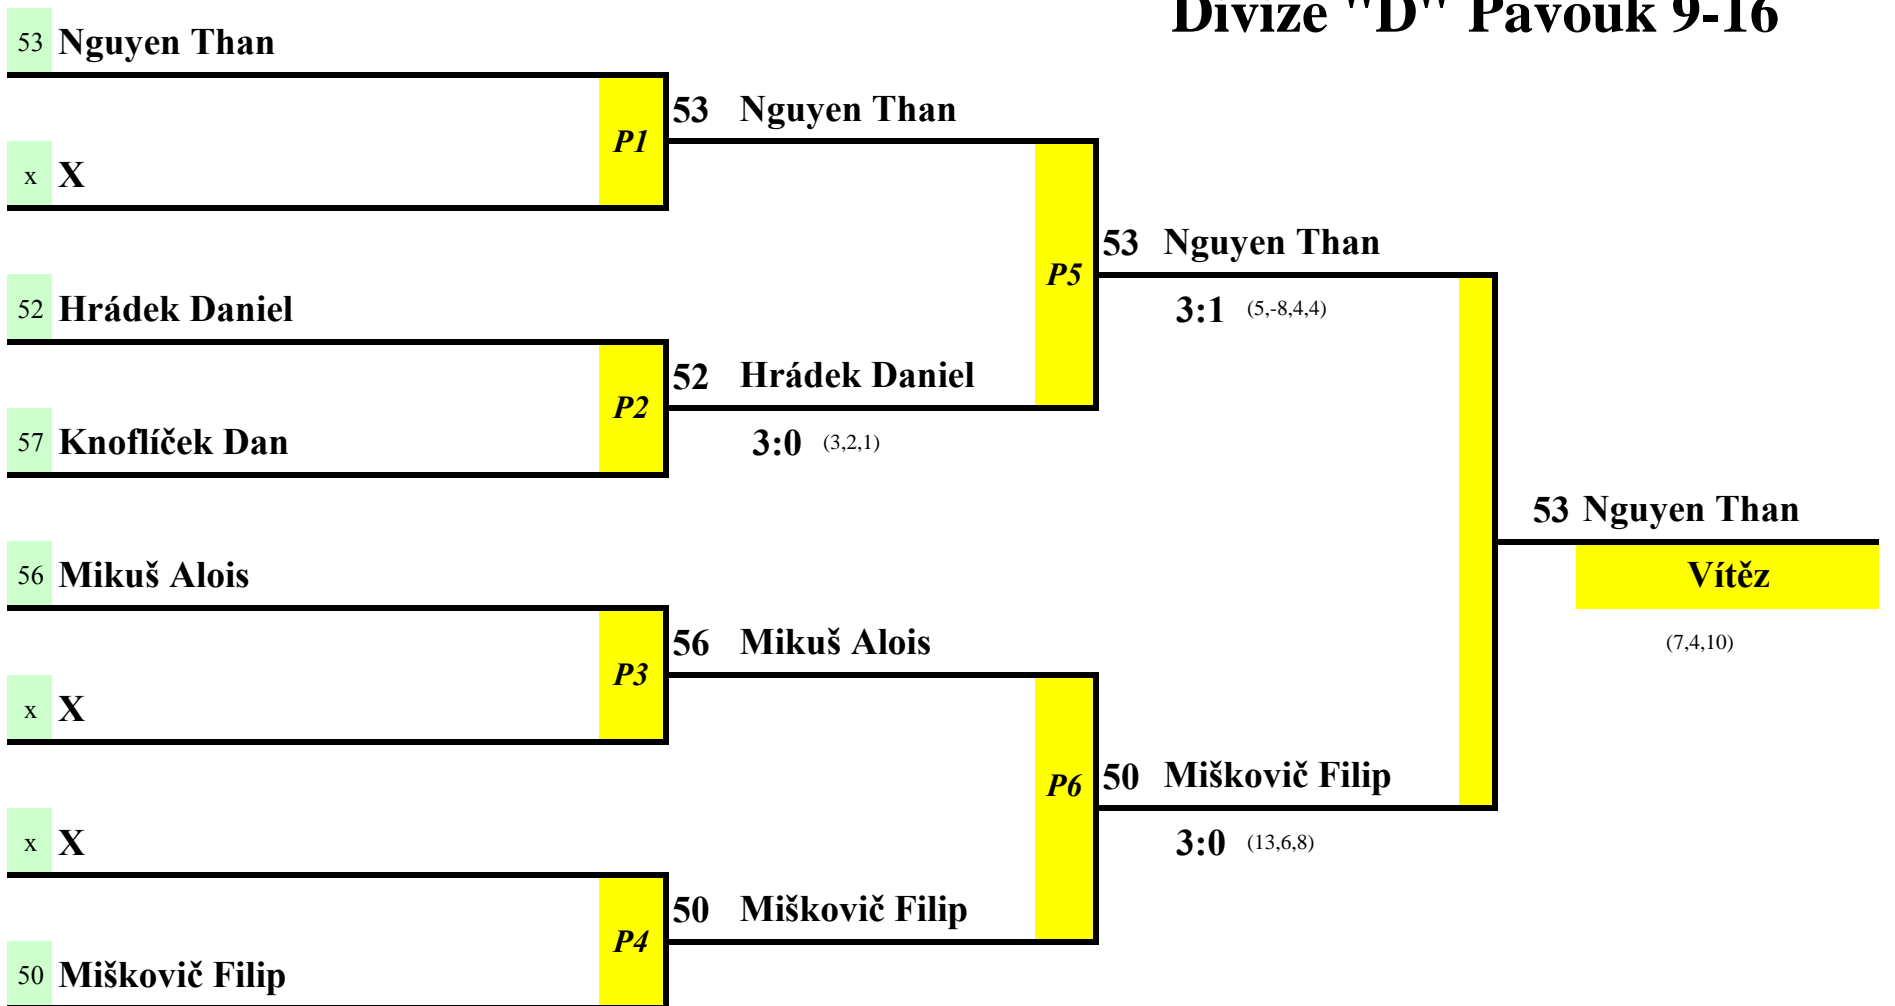 Divize "D" Pavouk 9-16
53 Nguyen Than
53 Nguyen Than
P1
x X
53 Nguyen Than
P5
52 Hrádek Daniel
3:1 (5,-8,4,4)
52 Hrádek Daniel
P2
57 Knoflíček Dan
3:0 (3,2,1)
53 Nguyen Than
56 Mikuš Alois
Vítěz
56 Mikuš Alois
(7,4,10)
P3
x X
50 Miškovič Filip
P6
x X
3:0 (13,6,8)
50 Miškovič Filip
P4
50 Miškovič Filip